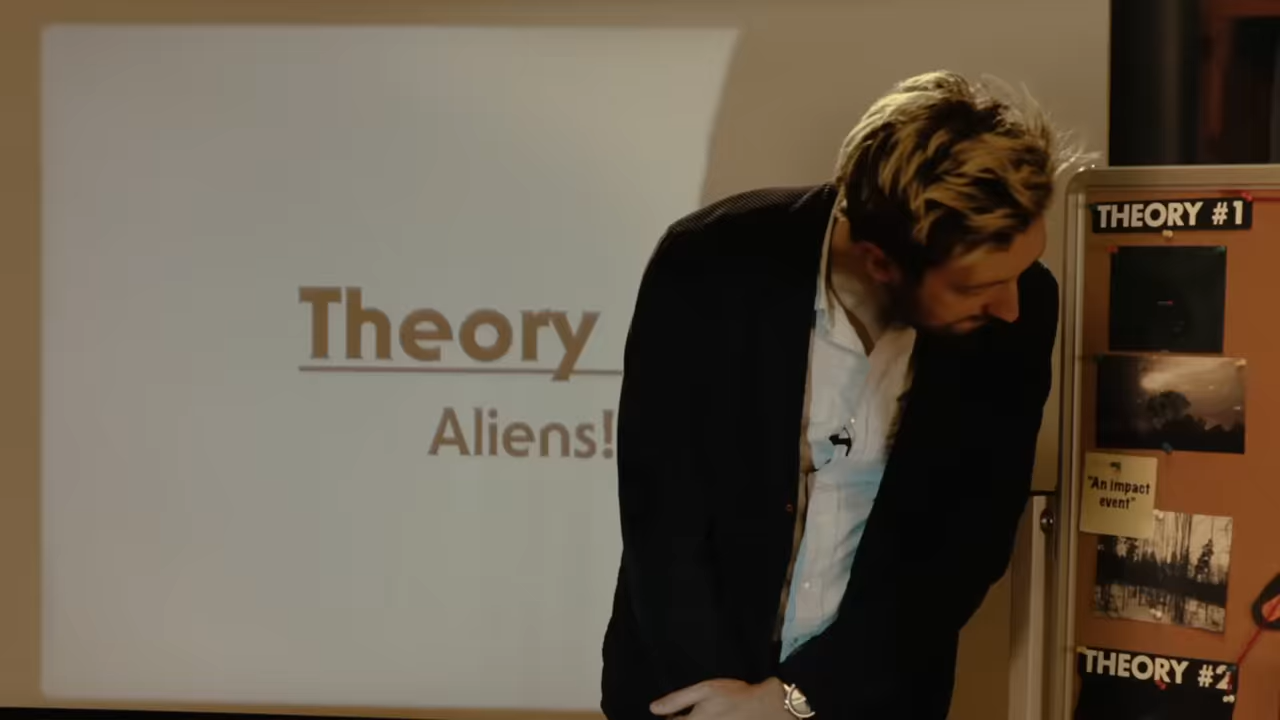 Theory
Aliens!
THEORY #1
"An impact
event"
THEORY #2